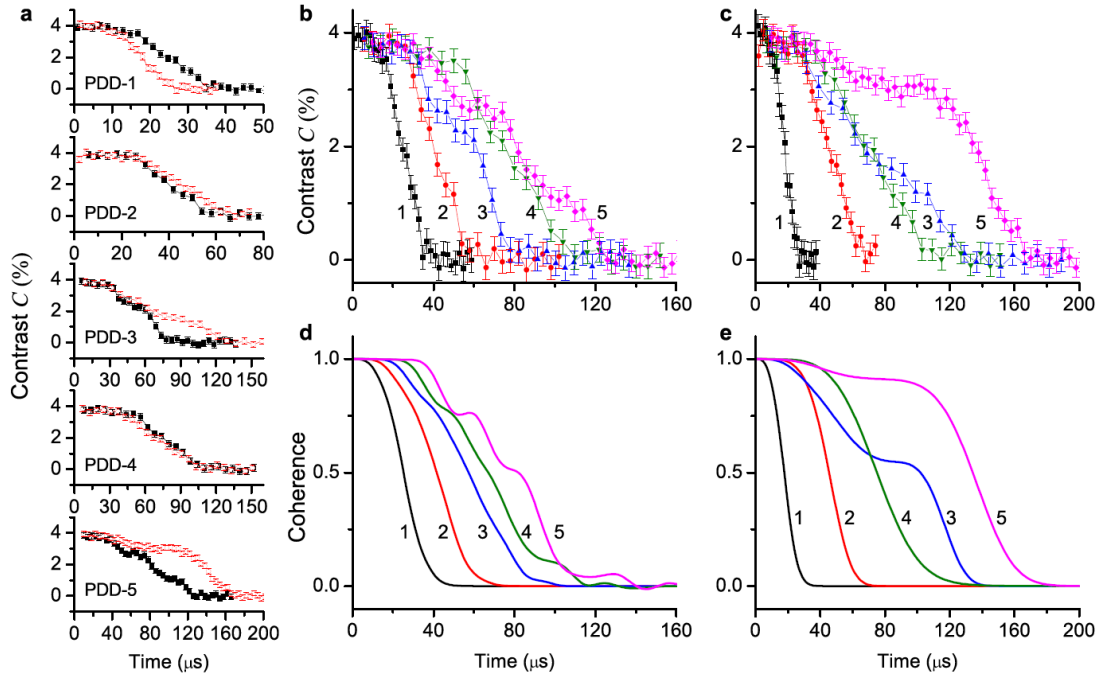 a
Contrast C (%)
4
2
0
PDD-1
0 10 20 30 40 50
4
2
0
PDD-2
0 20 40 60 80
4
2
0
PDD-3
0 30 60 90 120 150
4
2
0
PDD-4
0 30 60 90 120 150
4
2
0
PDD-5
0 40 80 120 160 200
Time (μs)
b
Contrast C (%)
4
2
0
1 2 3 4 5
0 40 80 120 160
c
4
2
0
1 2 4 3 5
0 40 80 120 160 200
d
Coherence
1.0
0.5
0.0
1 2 3 4 5
0 40 80 120 160
Time (μs)
e
1.0
0.5
0.0
1 2 4 3 5
0 40 80 120 160 200
Time (μs)